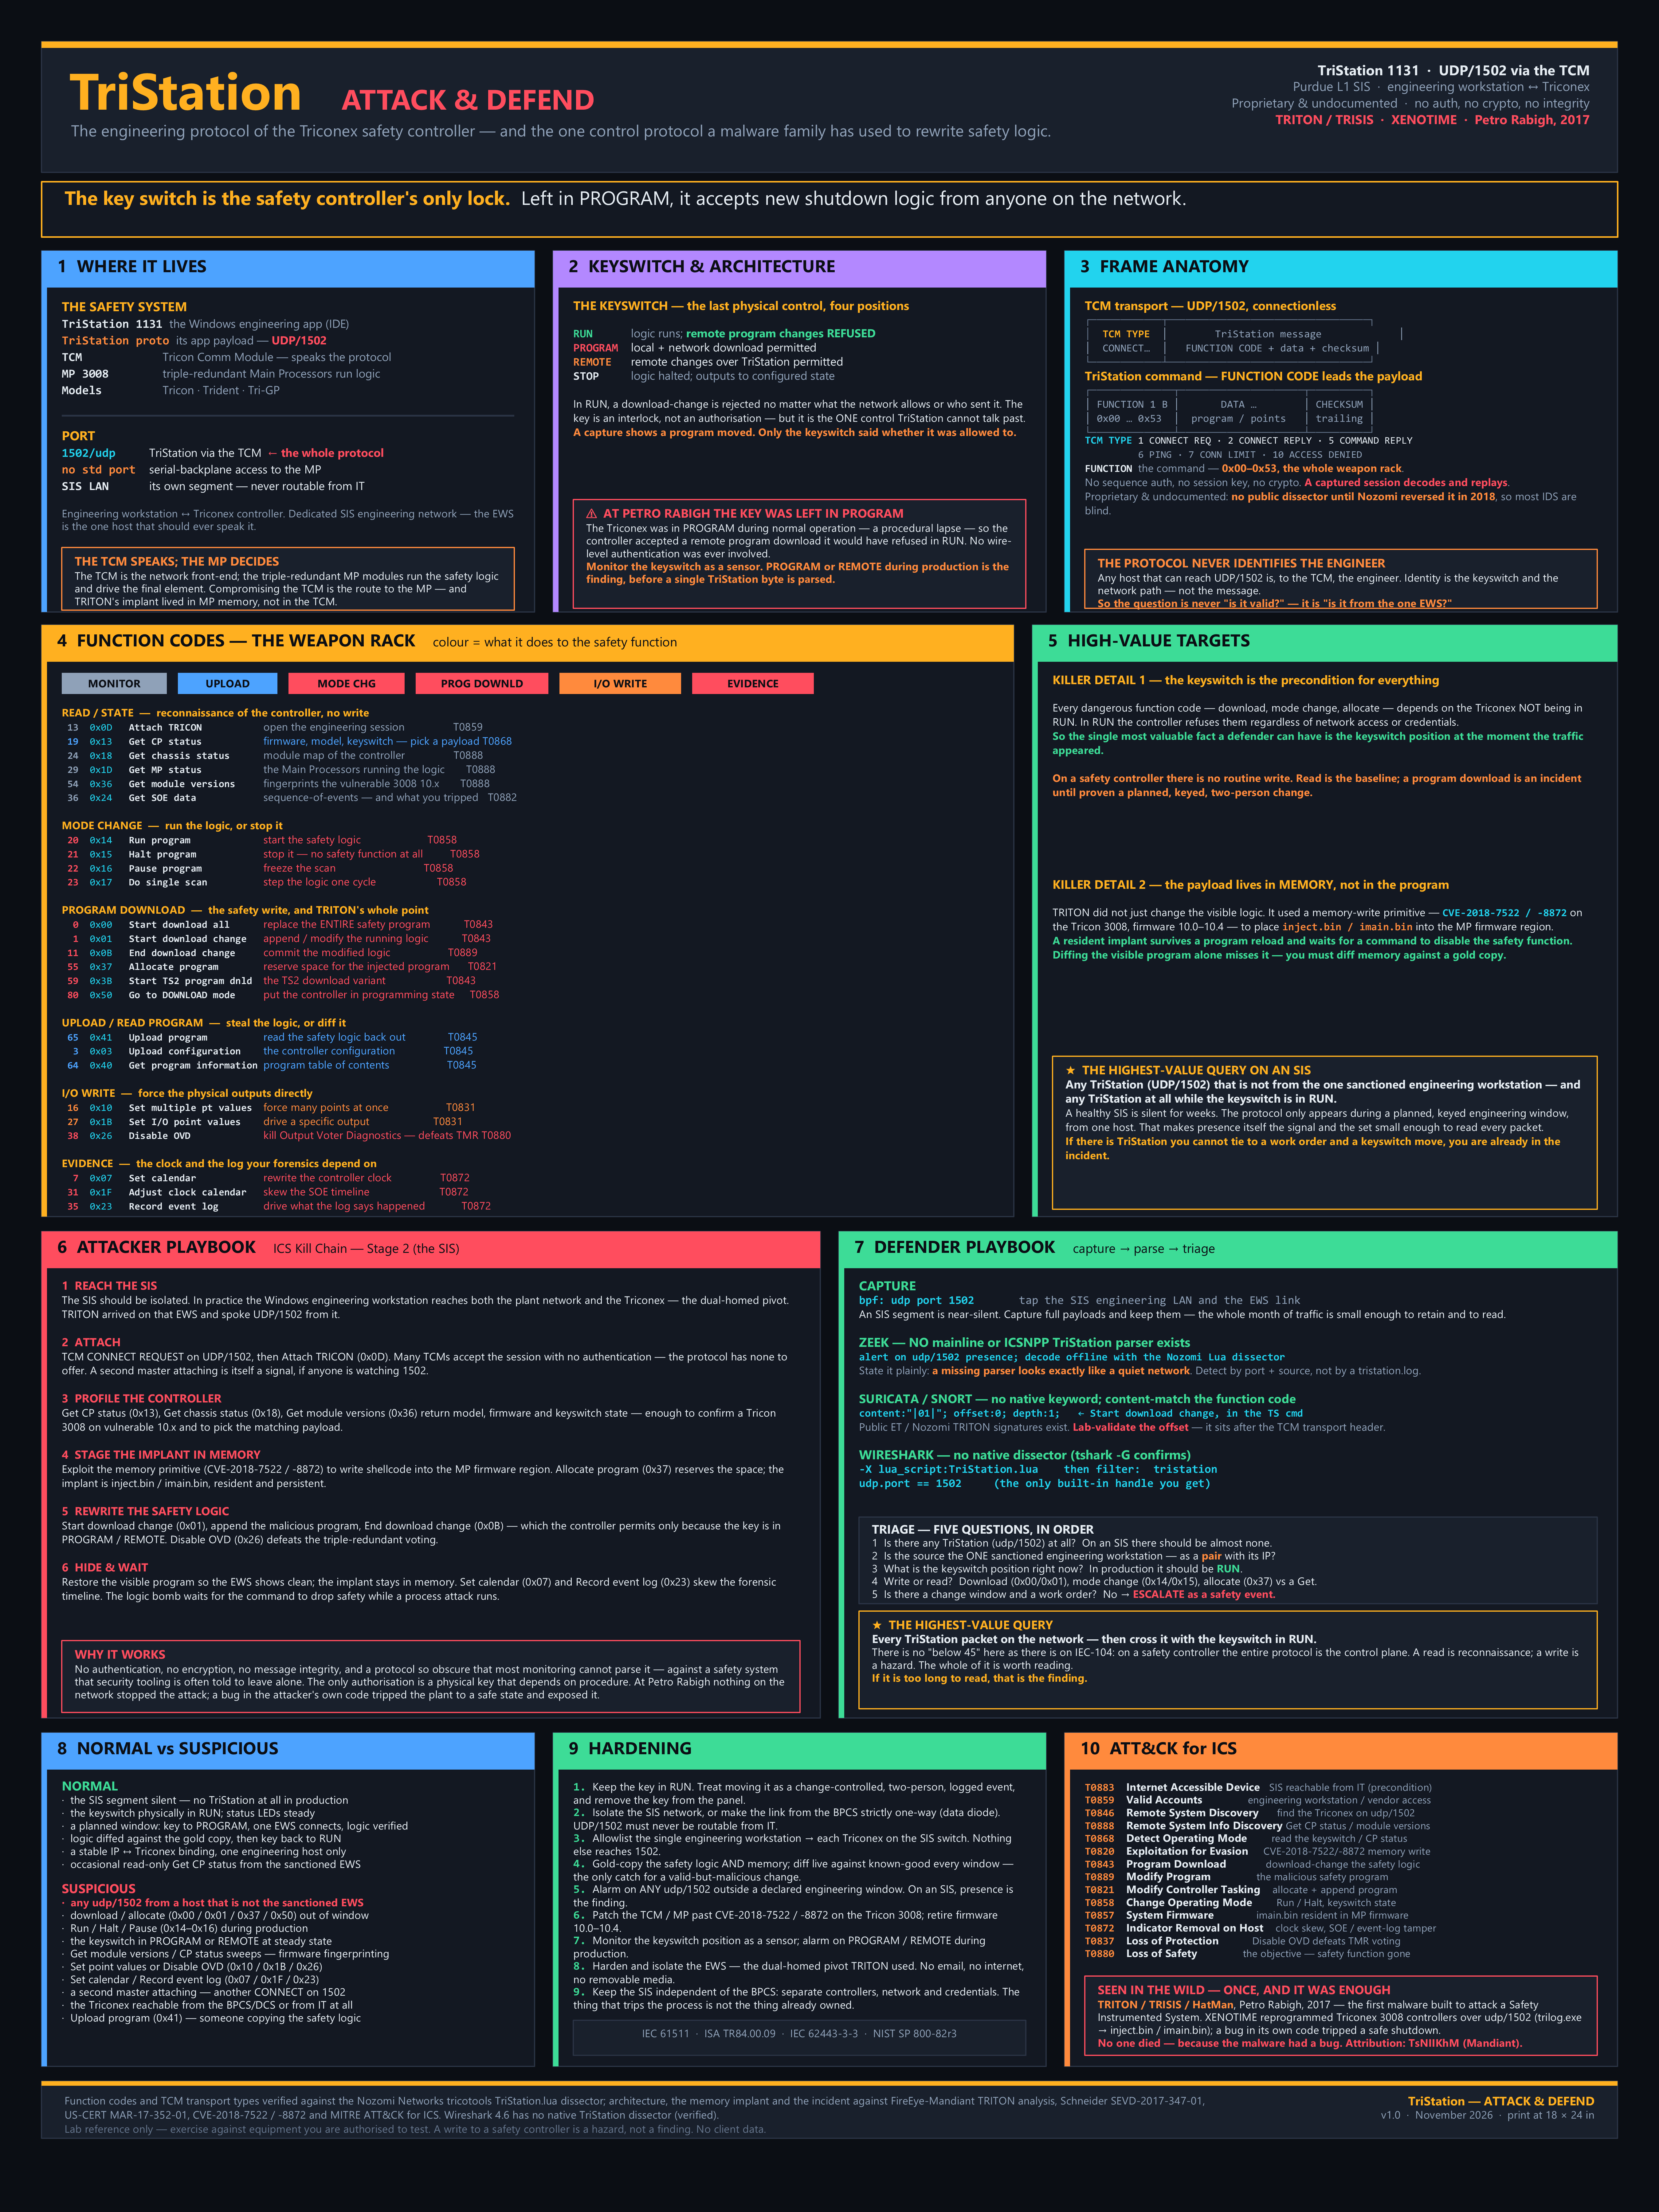 TriStation ATTACK & DEFEND
The engineering protocol of the Triconex safety controller — and the one control protocol a malware family has used to rewrite safety logic.
TriStation 1131 · UDP/1502 via the TCM
Purdue L1 SIS · engineering workstation ↔ Triconex
Proprietary & undocumented · no auth, no crypto, no integrity
TRITON / TRISIS · XENOTIME · Petro Rabigh, 2017
The key switch is the safety controller's only lock. Left in PROGRAM, it accepts new shutdown logic from anyone on the network.
1 WHERE IT LIVES
THE SAFETY SYSTEM
TriStation 1131 the Windows engineering app (IDE)
TriStation proto its app payload — UDP/1502
TCM Tricon Comm Module — speaks the protocol
MP 3008 triple-redundant Main Processors run logic
Models Tricon · Trident · Tri-GP
PORT
1502/udp TriStation via the TCM ← the whole protocol
no std port serial-backplane access to the MP
SIS LAN its own segment — never routable from IT
Engineering workstation ↔ Triconex controller. Dedicated SIS engineering network — the EWS
is the one host that should ever speak it.
THE TCM SPEAKS; THE MP DECIDES
The TCM is the network front-end; the triple-redundant MP modules run the safety logic
and drive the final element. Compromising the TCM is the route to the MP — and
TRITON's implant lived in MP memory, not in the TCM.
2 KEYSWITCH & ARCHITECTURE
THE KEYSWITCH — the last physical control, four positions
RUN logic runs; remote program changes REFUSED
PROGRAM local + network download permitted
REMOTE remote changes over TriStation permitted
STOP logic halted; outputs to configured state
In RUN, a download-change is rejected no matter what the network allows or who sent it. The
key is an interlock, not an authorisation — but it is the ONE control TriStation cannot talk past.
A capture shows a program moved. Only the keyswitch said whether it was allowed to.
⚠ AT PETRO RABIGH THE KEY WAS LEFT IN PROGRAM
The Triconex was in PROGRAM during normal operation — a procedural lapse — so the
controller accepted a remote program download it would have refused in RUN. No wire-
level authentication was ever involved.
Monitor the keyswitch as a sensor. PROGRAM or REMOTE during production is the
finding, before a single TriStation byte is parsed.
3 FRAME ANATOMY
TCM transport — UDP/1502, connectionless
TCM TYPE │ TriStation message │
CONNECT… │ FUNCTION CODE + data + checksum │
TriStation command — FUNCTION CODE leads the payload
│ FUNCTION 1 B │ DATA … │ CHECKSUM │
│ 0x00 … 0x53 │ program / points │ trailing │
TCM TYPE 1 CONNECT REQ · 2 CONNECT REPLY · 5 COMMAND REPLY
6 PING · 7 CONN LIMIT · 10 ACCESS DENIED
FUNCTION the command — 0x00–0x53, the whole weapon rack.
No sequence auth, no session key, no crypto. A captured session decodes and replays.
Proprietary & undocumented: no public dissector until Nozomi reversed it in 2018, so most IDS are
blind.
THE PROTOCOL NEVER IDENTIFIES THE ENGINEER
Any host that can reach UDP/1502 is, to the TCM, the engineer. Identity is the keyswitch and the
network path — not the message.
So the question is never "is it valid?" — it is "is it from the one EWS?"
4 FUNCTION CODES — THE WEAPON RACK colour = what it does to the safety function
MONITOR UPLOAD MODE CHG PROG DOWNLD I/O WRITE EVIDENCE
READ / STATE — reconnaissance of the controller, no write
13 0x0D Attach TRICON open the engineering session T0859
19 0x13 Get CP status firmware, model, keyswitch — pick a payload T0868
24 0x18 Get chassis status module map of the controller T0888
29 0x1D Get MP status the Main Processors running the logic T0888
54 0x36 Get module versions fingerprints the vulnerable 3008 10.x T0888
36 0x24 Get SOE data sequence-of-events — and what you tripped T0882
MODE CHANGE — run the logic, or stop it
20 0x14 Run program start the safety logic T0858
21 0x15 Halt program stop it — no safety function at all T0858
22 0x16 Pause program freeze the scan T0858
23 0x17 Do single scan step the logic one cycle T0858
PROGRAM DOWNLOAD — the safety write, and TRITON's whole point
0 0x00 Start download all replace the ENTIRE safety program T0843
1 0x01 Start download change append / modify the running logic T0843
11 0x0B End download change commit the modified logic T0889
55 0x37 Allocate program reserve space for the injected program T0821
59 0x3B Start TS2 program dnld the TS2 download variant T0843
80 0x50 Go to DOWNLOAD mode put the controller in programming state T0858
UPLOAD / READ PROGRAM — steal the logic, or diff it
65 0x41 Upload program read the safety logic back out T0845
3 0x03 Upload configuration the controller configuration T0845
64 0x40 Get program information program table of contents T0845
I/O WRITE — force the physical outputs directly
16 0x10 Set multiple pt values force many points at once T0831
27 0x1B Set I/O point values drive a specific output T0831
38 0x26 Disable OVD kill Output Voter Diagnostics — defeats TMR T0880
EVIDENCE — the clock and the log your forensics depend on
7 0x07 Set calendar rewrite the controller clock T0872
31 0x1F Adjust clock calendar skew the SOE timeline T0872
35 0x23 Record event log drive what the log says happened T0872
5 HIGH-VALUE TARGETS
KILLER DETAIL 1 — the keyswitch is the precondition for everything
Every dangerous function code — download, mode change, allocate — depends on the Triconex NOT being in
RUN. In RUN the controller refuses them regardless of network access or credentials.
So the single most valuable fact a defender can have is the keyswitch position at the moment the traffic
appeared.
On a safety controller there is no routine write. Read is the baseline; a program download is an incident
until proven a planned, keyed, two-person change.
KILLER DETAIL 2 — the payload lives in MEMORY, not in the program
TRITON did not just change the visible logic. It used a memory-write primitive — CVE-2018-7522 / -8872 on
the Tricon 3008, firmware 10.0–10.4 — to place inject.bin / imain.bin into the MP firmware region.
A resident implant survives a program reload and waits for a command to disable the safety function.
Diffing the visible program alone misses it — you must diff memory against a gold copy.
★ THE HIGHEST-VALUE QUERY ON AN SIS
Any TriStation (UDP/1502) that is not from the one sanctioned engineering workstation — and
any TriStation at all while the keyswitch is in RUN.
A healthy SIS is silent for weeks. The protocol only appears during a planned, keyed engineering window,
from one host. That makes presence itself the signal and the set small enough to read every packet.
If there is TriStation you cannot tie to a work order and a keyswitch move, you are already in the
incident.
6 ATTACKER PLAYBOOK ICS Kill Chain — Stage 2 (the SIS)
1 REACH THE SIS
The SIS should be isolated. In practice the Windows engineering workstation reaches both the plant network and the Triconex — the dual-homed pivot.
TRITON arrived on that EWS and spoke UDP/1502 from it.
2 ATTACH
TCM CONNECT REQUEST on UDP/1502, then Attach TRICON (0x0D). Many TCMs accept the session with no authentication — the protocol has none to
offer. A second master attaching is itself a signal, if anyone is watching 1502.
3 PROFILE THE CONTROLLER
Get CP status (0x13), Get chassis status (0x18), Get module versions (0x36) return model, firmware and keyswitch state — enough to confirm a Tricon
3008 on vulnerable 10.x and to pick the matching payload.
4 STAGE THE IMPLANT IN MEMORY
Exploit the memory primitive (CVE-2018-7522 / -8872) to write shellcode into the MP firmware region. Allocate program (0x37) reserves the space; the
implant is inject.bin / imain.bin, resident and persistent.
5 REWRITE THE SAFETY LOGIC
Start download change (0x01), append the malicious program, End download change (0x0B) — which the controller permits only because the key is in
PROGRAM / REMOTE. Disable OVD (0x26) defeats the triple-redundant voting.
6 HIDE & WAIT
Restore the visible program so the EWS shows clean; the implant stays in memory. Set calendar (0x07) and Record event log (0x23) skew the forensic
timeline. The logic bomb waits for the command to drop safety while a process attack runs.
WHY IT WORKS
No authentication, no encryption, no message integrity, and a protocol so obscure that most monitoring cannot parse it — against a safety system
that security tooling is often told to leave alone. The only authorisation is a physical key that depends on procedure. At Petro Rabigh nothing on the
network stopped the attack; a bug in the attacker's own code tripped the plant to a safe state and exposed it.
7 DEFENDER PLAYBOOK capture → parse → triage
CAPTURE
bpf: udp port 1502 tap the SIS engineering LAN and the EWS link
An SIS segment is near-silent. Capture full payloads and keep them — the whole month of traffic is small enough to retain and to read.
ZEEK — NO mainline or ICSNPP TriStation parser exists
alert on udp/1502 presence; decode offline with the Nozomi Lua dissector
State it plainly: a missing parser looks exactly like a quiet network. Detect by port + source, not by a tristation.log.
SURICATA / SNORT — no native keyword; content-match the function code
content:"|01|"; offset:0; depth:1; ← Start download change, in the TS cmd
Public ET / Nozomi TRITON signatures exist. Lab-validate the offset — it sits after the TCM transport header.
WIRESHARK — no native dissector (tshark -G confirms)
-X lua_script:TriStation.lua then filter: tristation
udp.port == 1502 (the only built-in handle you get)
TRIAGE — FIVE QUESTIONS, IN ORDER
1 Is there any TriStation (udp/1502) at all? On an SIS there should be almost none.
2 Is the source the ONE sanctioned engineering workstation — as a pair with its IP?
3 What is the keyswitch position right now? In production it should be RUN.
4 Write or read? Download (0x00/0x01), mode change (0x14/0x15), allocate (0x37) vs a Get.
5 Is there a change window and a work order? No → ESCALATE as a safety event.
★ THE HIGHEST-VALUE QUERY
Every TriStation packet on the network — then cross it with the keyswitch in RUN.
There is no "below 45" here as there is on IEC-104: on a safety controller the entire protocol is the control plane. A read is reconnaissance; a write is
a hazard. The whole of it is worth reading.
If it is too long to read, that is the finding.
8 NORMAL vs SUSPICIOUS
NORMAL
· the SIS segment silent — no TriStation at all in production
· the keyswitch physically in RUN; status LEDs steady
· a planned window: key to PROGRAM, one EWS connects, logic verified
· logic diffed against the gold copy, then key back to RUN
· a stable IP ↔ Triconex binding, one engineering host only
· occasional read-only Get CP status from the sanctioned EWS
SUSPICIOUS
· any udp/1502 from a host that is not the sanctioned EWS
· download / allocate (0x00 / 0x01 / 0x37 / 0x50) out of window
· Run / Halt / Pause (0x14–0x16) during production
· the keyswitch in PROGRAM or REMOTE at steady state
· Get module versions / CP status sweeps — firmware fingerprinting
· Set point values or Disable OVD (0x10 / 0x1B / 0x26)
· Set calendar / Record event log (0x07 / 0x1F / 0x23)
· a second master attaching — another CONNECT on 1502
· the Triconex reachable from the BPCS/DCS or from IT at all
· Upload program (0x41) — someone copying the safety logic
9 HARDENING
1. Keep the key in RUN. Treat moving it as a change-controlled, two-person, logged event,
and remove the key from the panel.
2. Isolate the SIS network, or make the link from the BPCS strictly one-way (data diode).
UDP/1502 must never be routable from IT.
3. Allowlist the single engineering workstation → each Triconex on the SIS switch. Nothing
else reaches 1502.
4. Gold-copy the safety logic AND memory; diff live against known-good every window —
the only catch for a valid-but-malicious change.
5. Alarm on ANY udp/1502 outside a declared engineering window. On an SIS, presence is
the finding.
6. Patch the TCM / MP past CVE-2018-7522 / -8872 on the Tricon 3008; retire firmware
10.0–10.4.
7. Monitor the keyswitch position as a sensor; alarm on PROGRAM / REMOTE during
production.
8. Harden and isolate the EWS — the dual-homed pivot TRITON used. No email, no internet,
no removable media.
9. Keep the SIS independent of the BPCS: separate controllers, network and credentials. The
thing that trips the process is not the thing already owned.
IEC 61511 · ISA TR84.00.09 · IEC 62443-3-3 · NIST SP 800-82r3
10 ATT&CK for ICS
T0883 Internet Accessible Device SIS reachable from IT (precondition)
T0859 Valid Accounts engineering workstation / vendor access
T0846 Remote System Discovery find the Triconex on udp/1502
T0888 Remote System Info Discovery Get CP status / module versions
T0868 Detect Operating Mode read the keyswitch / CP status
T0820 Exploitation for Evasion CVE-2018-7522/-8872 memory write
T0843 Program Download download-change the safety logic
T0889 Modify Program the malicious safety program
T0821 Modify Controller Tasking allocate + append program
T0858 Change Operating Mode Run / Halt, keyswitch state
T0857 System Firmware imain.bin resident in MP firmware
T0872 Indicator Removal on Host clock skew, SOE / event-log tamper
T0837 Loss of Protection Disable OVD defeats TMR voting
T0880 Loss of Safety the objective — safety function gone
SEEN IN THE WILD — ONCE, AND IT WAS ENOUGH
TRITON / TRISIS / HatMan, Petro Rabigh, 2017 — the first malware built to attack a Safety
Instrumented System. XENOTIME reprogrammed Triconex 3008 controllers over udp/1502 (trilog.exe
→ inject.bin / imain.bin); a bug in its own code tripped a safe shutdown.
No one died — because the malware had a bug. Attribution: TsNIIKhM (Mandiant).
Function codes and TCM transport types verified against the Nozomi Networks tricotools TriStation.lua dissector; architecture, the memory implant and the incident against FireEye-Mandiant TRITON analysis, Schneider SEVD-2017-347-01,
US-CERT MAR-17-352-01, CVE-2018-7522 / -8872 and MITRE ATT&CK for ICS. Wireshark 4.6 has no native TriStation dissector (verified).
Lab reference only — exercise against equipment you are authorised to test. A write to a safety controller is a hazard, not a finding. No client data.
TriStation — ATTACK & DEFEND
v1.0 · November 2026 · print at 18 × 24 in